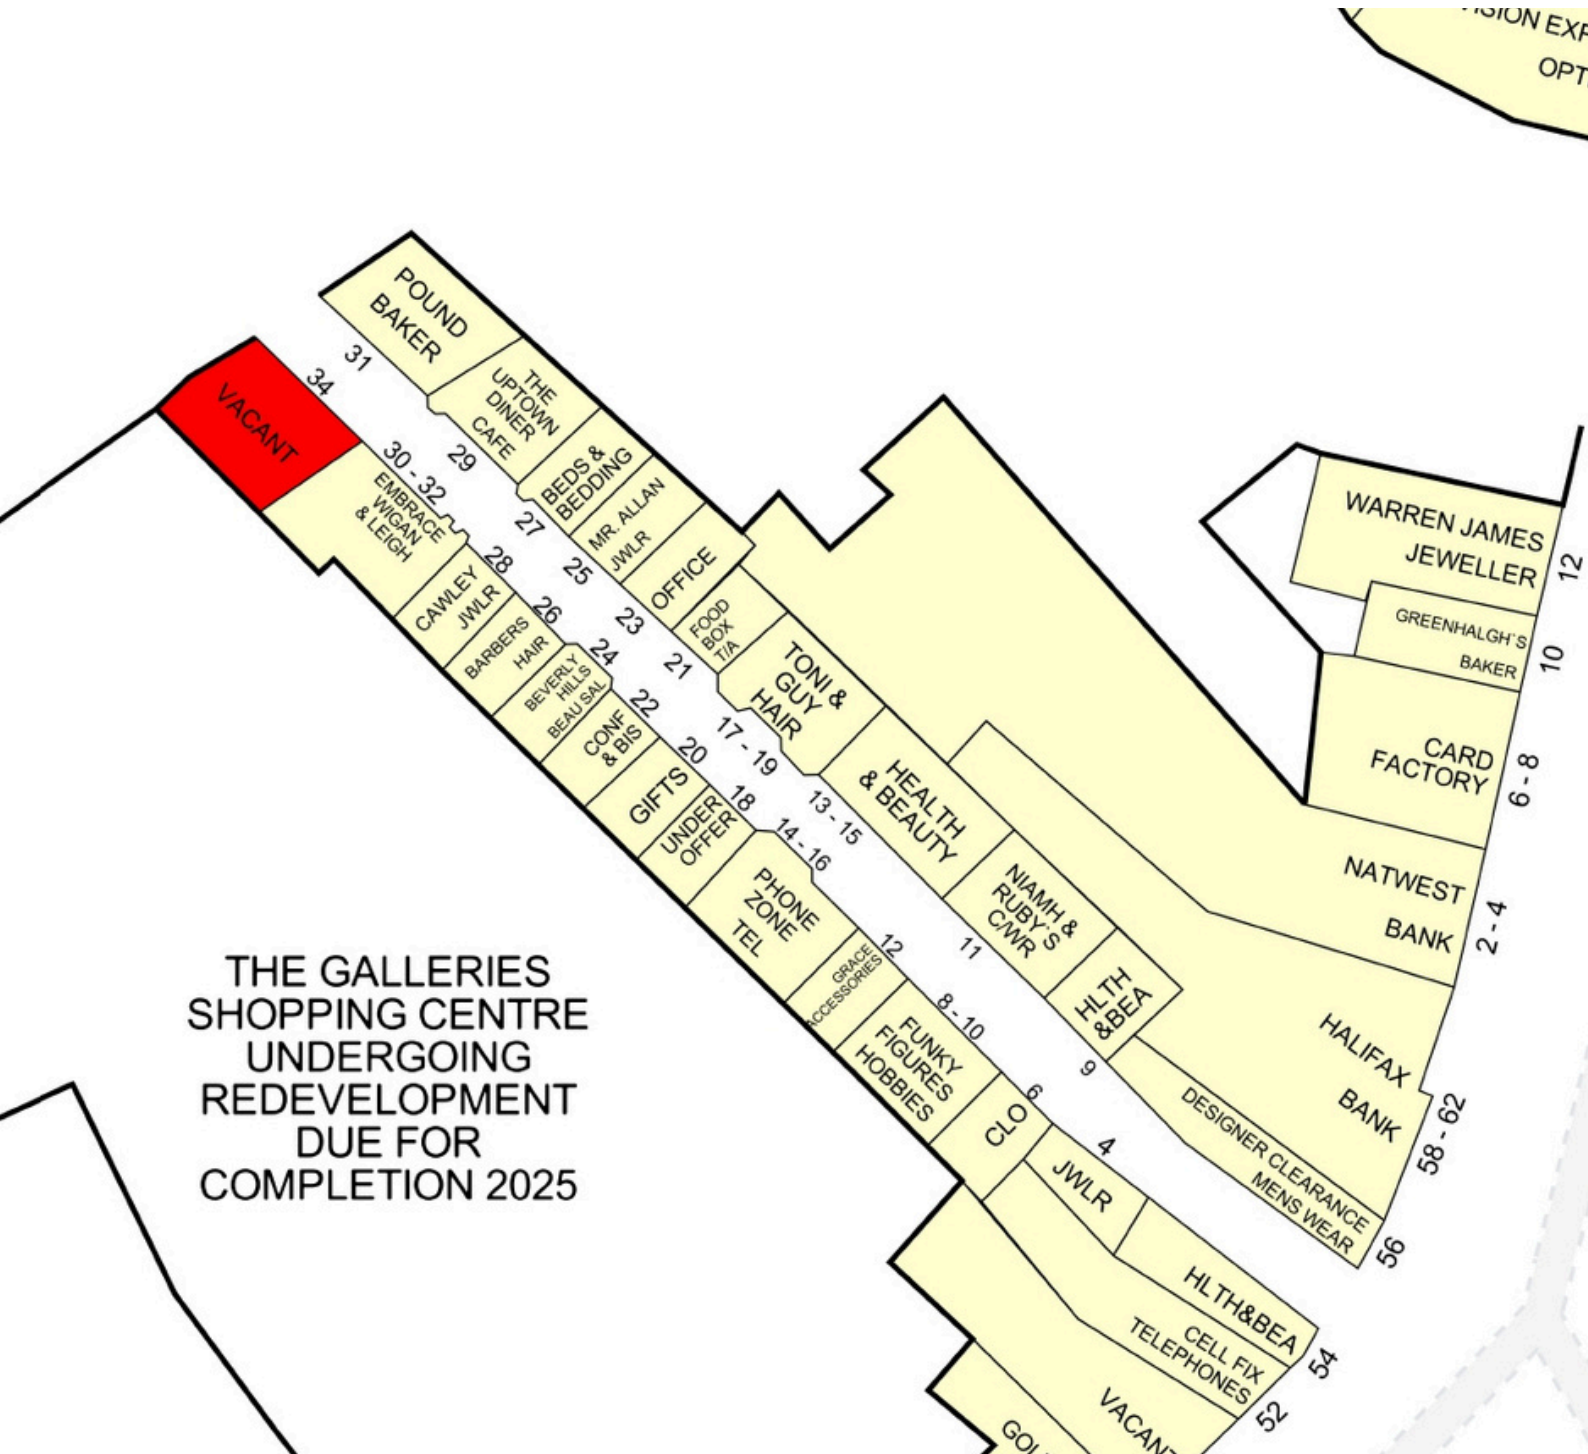 OPT
POUND
BAKER
31
THE
UPTOWN
DINER
CAFE
29
BEDS &
BEDDING
27
MR. ALLAN
JWLR
25
OFFICE
23
FOOD
BOX
T/A
21
TONI &
GUY
HAIR
17 - 19
HEALTH
& BEAUTY
13 - 15
NIAMH &
RUBY`S
C/WR
11
HLTH
&BEA
9
DESIGNER CLEARANCE
MENS WEAR
56
VACANT
34
30 - 32
EMBRACE
WIGAN
& LEIGH
28
CAWLEY
JWLR
26
BARBERS
HAIR
24
BEVERLY
HILLS
BEAU SAL
22
CONF
& BIS
20
GIFTS
18
UNDER
OFFER
14 - 16
PHONE
ZONE
TEL
12
GRACE
ACCESSORIES
8 - 10
FUNKY
FIGURES
HOBBIES
6
CLO
4
JWLR
HLTH&BEA
54
CELL FIX
TELEPHONES
52
VACANT
WARREN JAMES
JEWELLER
12
GREENHALGH`S
BAKER
10
CARD
FACTORY
6 - 8
NATWEST
BANK
2 - 4
HALIFAX
BANK
58 - 62
THE GALLERIES
SHOPPING CENTRE
UNDERGOING
REDEVELOPMENT
DUE FOR
COMPLETION 2025